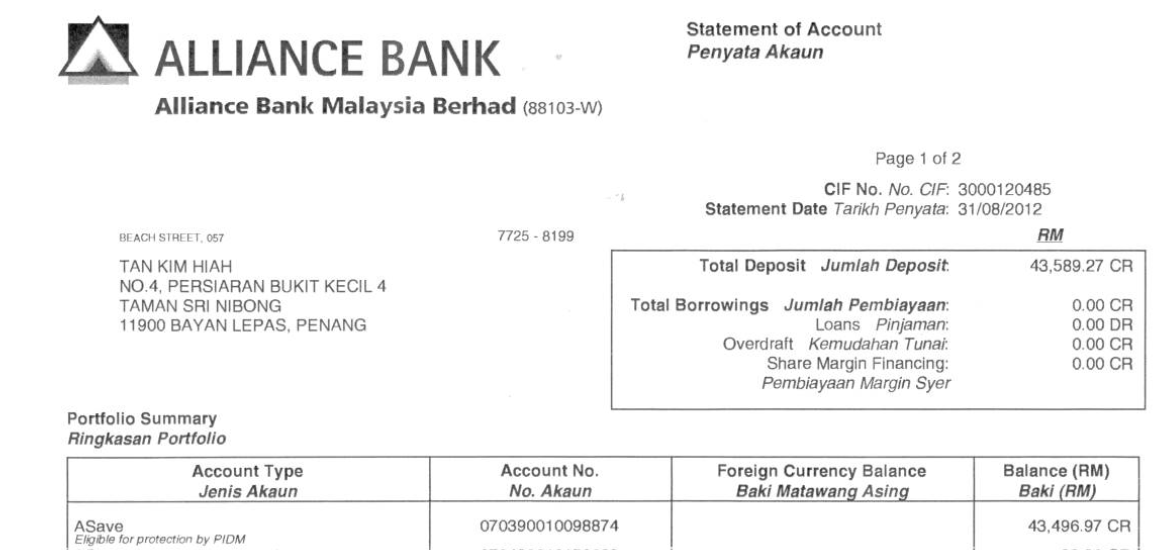 ALLIANCE BANK
Alliance Bank Malaysia Berhad (88103-W)
Statement of Account
Penyata Akaun
Page 1 of 2
CIF No. No. CIF: 3000120485
Statement Date Tarikh Penyata: 31/08/2012
BEACH STREET, 057 7725 - 8199
TAN KIM HIAH
NO.4, PERSIARAN BUKIT KECIL 4
TAMAN SRI NIBONG
11900 BAYAN LEPAS, PENANG
RM
Total Deposit Jumlah Deposit: 43,589.27 CR
Total Borrowings Jumlah Pembiayaan: 0.00 CR
Loans Pinjaman: 0.00 DR
Overdraft Kemudahan Tunai: 0.00 CR
Share Margin Financing: 0.00 CR
Pembiayaan Margin Syer
Portfolio Summary
Ringkasan Portfolio
Account Type Account No. Foreign Currency Balance Balance (RM)
Jenis Akaun No. Akaun Baki Matawang Asing Baki (RM)
ASave 070390010098874 43,496.97 CR
Eligible for protection by PIDM